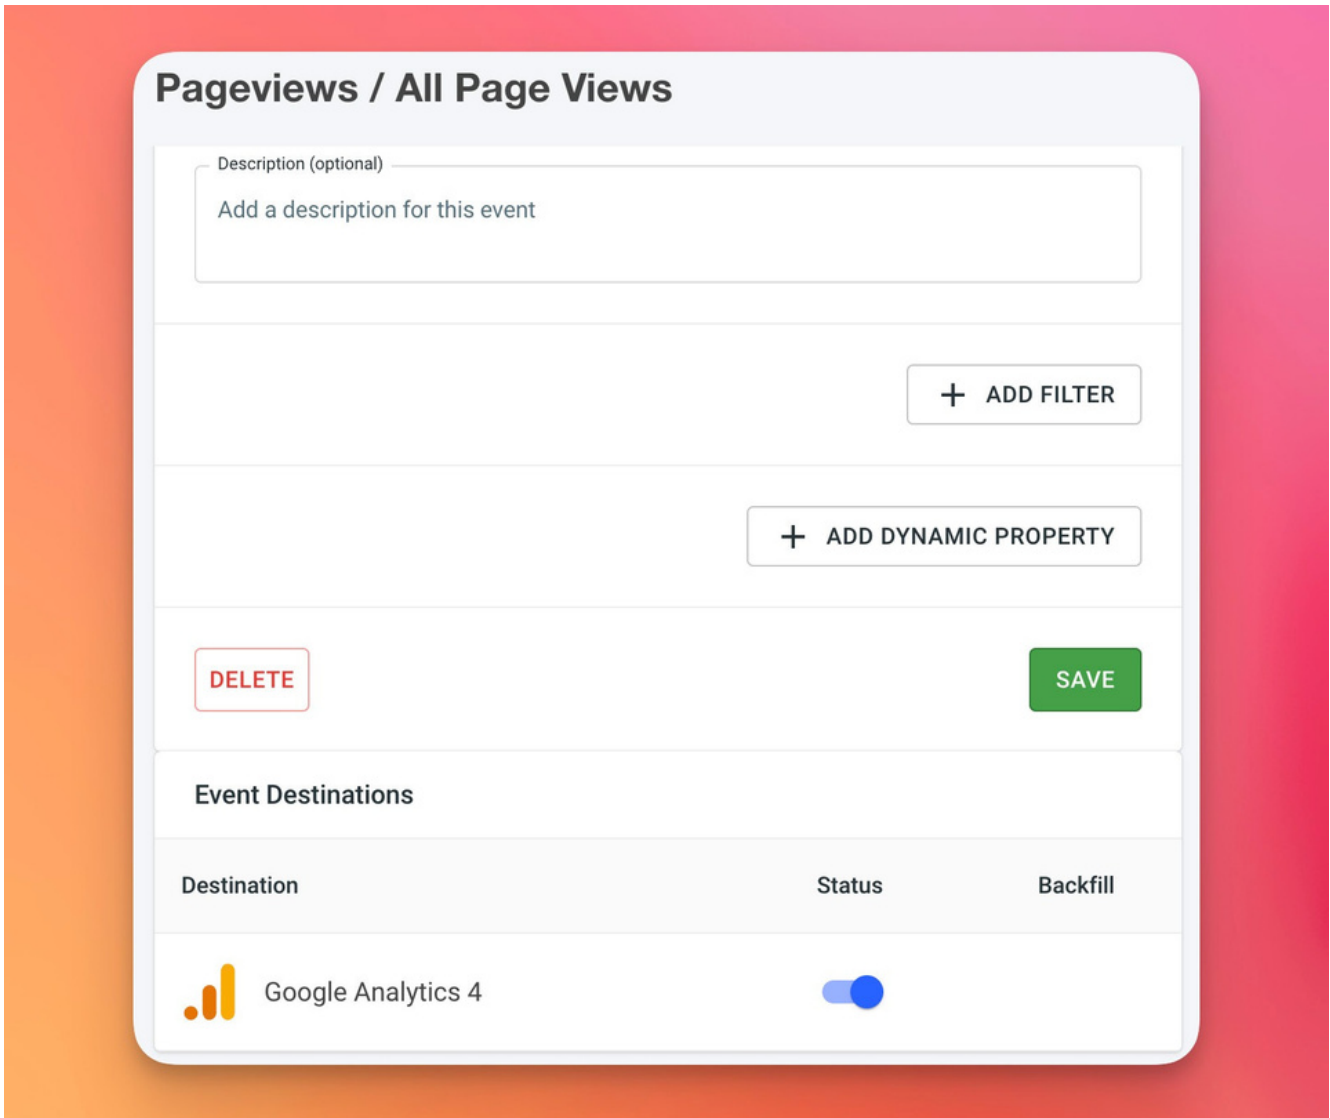 Pageviews / All Page Views
Description (optional)
Add a description for this event
ADD FILTER
ADD DYNAMIC PROPERTY
DELETE SAVE
Event Destinations
Destination Status Backfill
Google Analytics 4